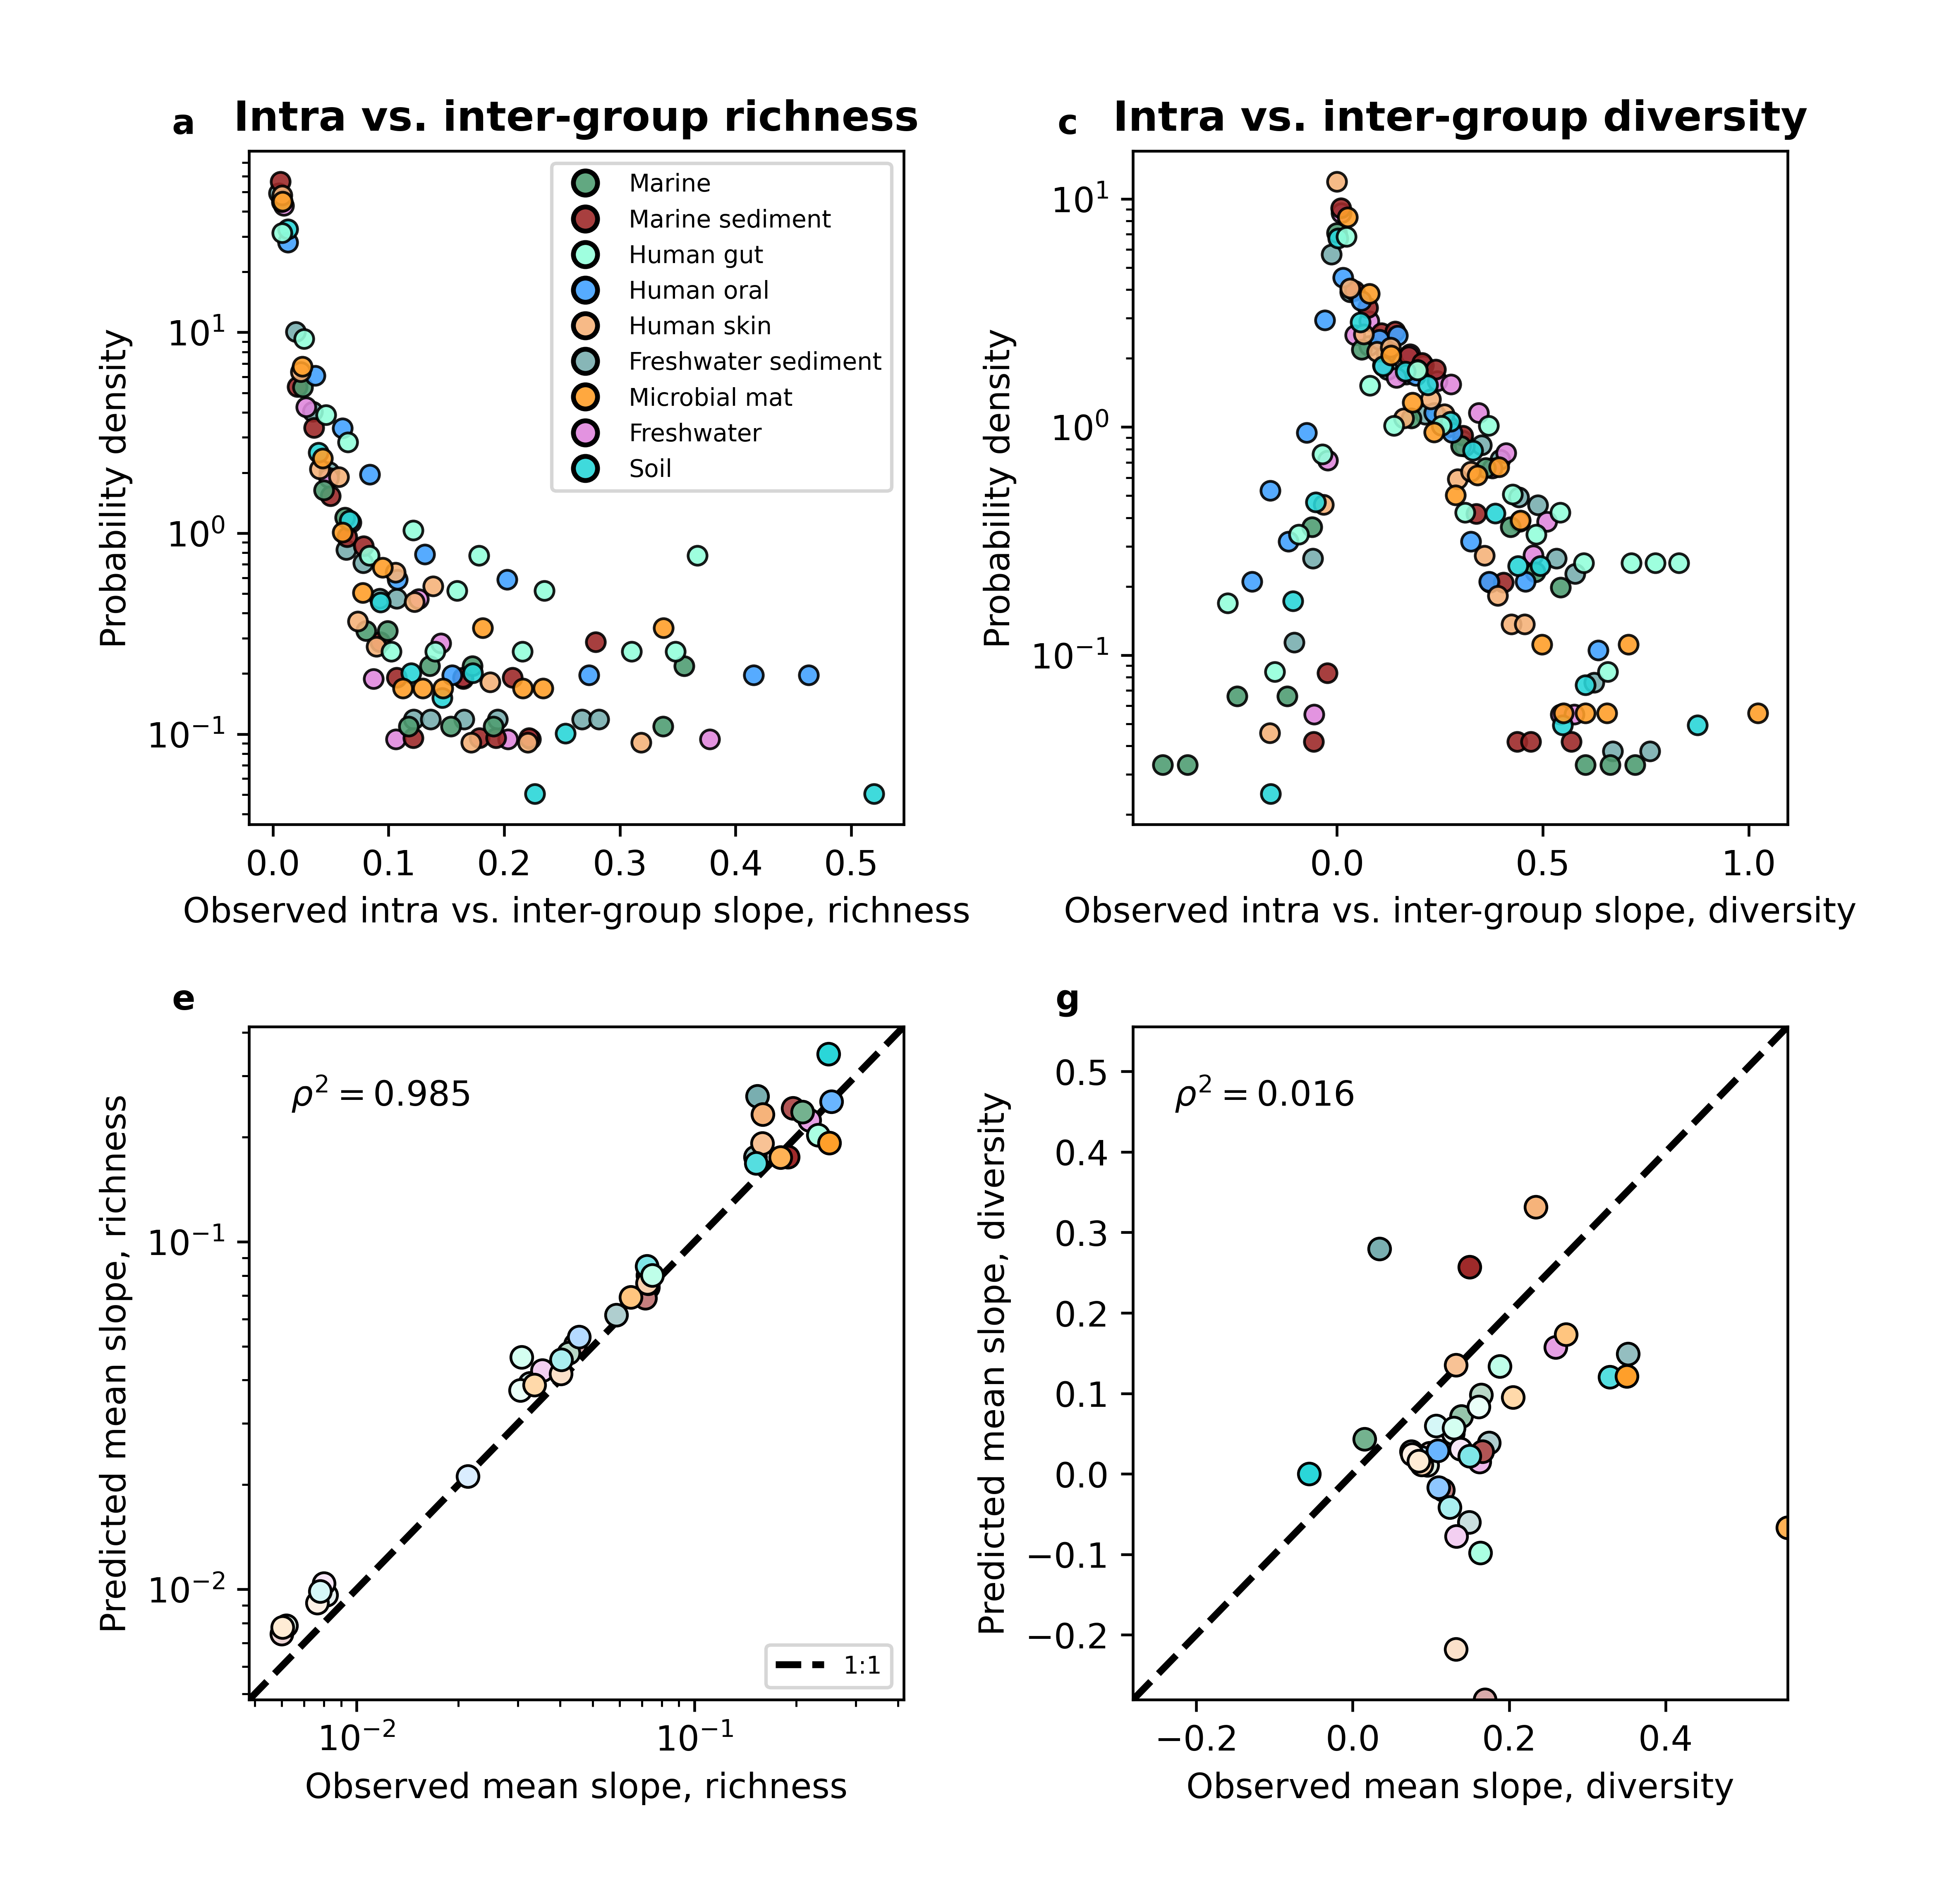 a Intra vs. inter-group richness
Probability density
10¹
10⁰
10⁻¹
Marine
Marine sediment
Human gut
Human oral
Human skin
Freshwater sediment
Microbial mat
Freshwater
Soil
0.0 0.1 0.2 0.3 0.4 0.5
Observed intra vs. inter-group slope, richness
c Intra vs. inter-group diversity
Probability density
10¹
10⁰
10⁻¹
0.0 0.5 1.0
Observed intra vs. inter-group slope, diversity
e
ρ² = 0.985
Predicted mean slope, richness
10⁻¹
10⁻²
1:1
10⁻² 10⁻¹
Observed mean slope, richness
g
ρ² = 0.016
Predicted mean slope, diversity
0.5
0.4
0.3
0.2
0.1
0.0
−0.1
−0.2
−0.2 0.0 0.2 0.4
Observed mean slope, diversity